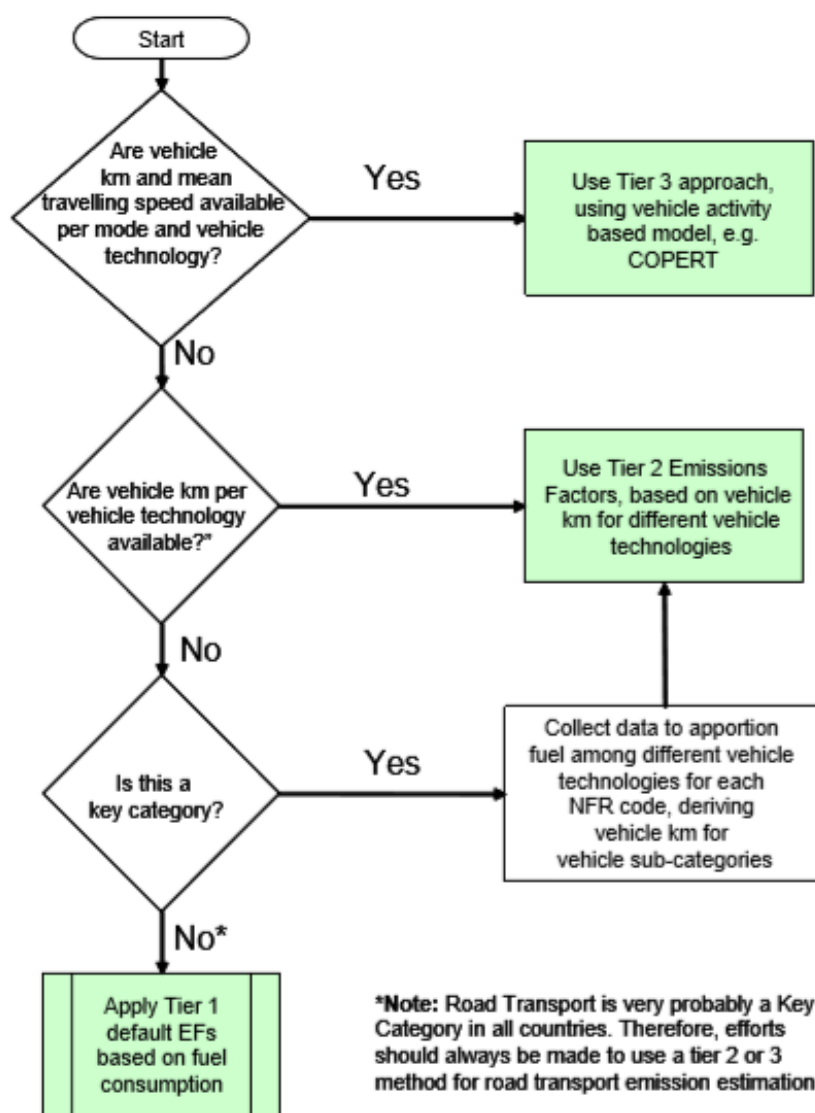 Start
Are vehicle
km and mean
travelling speed available
per mode and vehicle
technology?
Yes
Use Tier 3 approach,
using vehicle activity
based model, e.g.
COPERT
No
Are vehicle km per
vehicle technology
available?*
Yes
Use Tier 2 Emissions
Factors, based on vehicle
km for different vehicle
technologies
No
Is this a
key category?
Yes
Collect data to apportion
fuel among different vehicle
technologies for each
NFR code, deriving
vehicle km for
vehicle sub-categories
No*
Apply Tier 1
default EFs
based on fuel
consumption
*Note: Road Transport is very probably a Key
Category in all countries. Therefore, efforts
should always be made to use a tier 2 or 3
method for road transport emission estimation